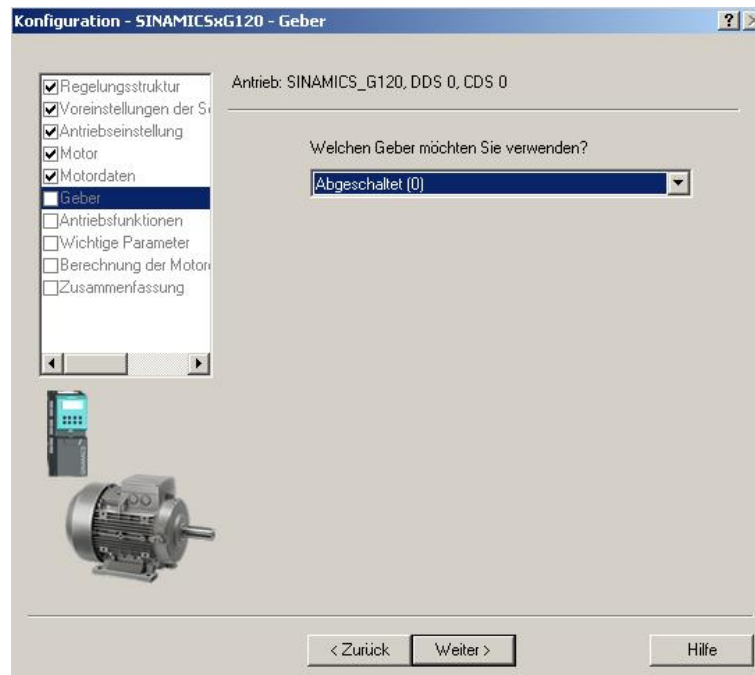 Konfiguration - SINAMICSxG120 - Geber
Regelungsstruktur
Voreinstellungen der
Antriebseinstellung
Motor
Motordaten
Geber
Antriebsfunktionen
Wichtige Parameter
Berechnung der
Zusammenfassung
Antrieb: SINAMICS_G120, DDS 0, CDS 0
Welchen Geber möchten Sie verwenden?
Abgeschaltet (0)
< Zurück
Weiter >
Hilfe